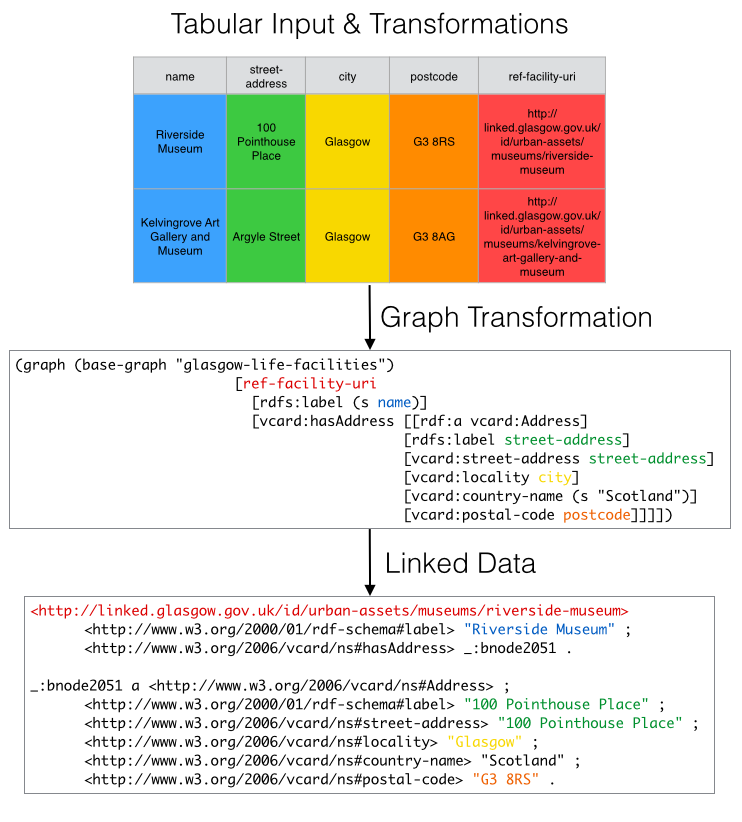 Tabular Input & Transformations
name
street-
address
city
postcode
ref-facility-uri
Riverside
Museum
100
Pointhouse
Place
Glasgow
G3 8RS
http://
linked.glasgow.gov.uk/
id/urban-assets/
museums/riverside-
museum
Kelvingrove Art
Gallery and
Museum
Argyle Street
Glasgow
G3 8AG
http://
linked.glasgow.gov.uk/
id/urban-assets/
museums/kelvingrove-
art-gallery-and-
museum
Graph Transformation
(graph (base-graph "glasgow-life-facilities")
[ref-facility-uri
[rdfs:label (s name)]
[vcard:hasAddress [[rdf:a vcard:Address]
[rdfs:label street-address]
[vcard:street-address street-address]
[vcard:locality city]
[vcard:country-name (s "Scotland")]
[vcard:postal-code postcode]]]])
Linked Data
<http://linked.glasgow.gov.uk/id/urban-assets/museums/riverside-museum>
<http://www.w3.org/2000/01/rdf-schema#label> "Riverside Museum" ;
<http://www.w3.org/2006/vcard/ns#hasAddress> _:bnode2051 .
_:bnode2051 a <http://www.w3.org/2006/vcard/ns#Address> ;
<http://www.w3.org/2000/01/rdf-schema#label> "100 Pointhouse Place" ;
<http://www.w3.org/2006/vcard/ns#street-address> "100 Pointhouse Place" ;
<http://www.w3.org/2006/vcard/ns#locality> "Glasgow" ;
<http://www.w3.org/2006/vcard/ns#country-name> "Scotland" ;
<http://www.w3.org/2006/vcard/ns#postal-code> "G3 8RS" .